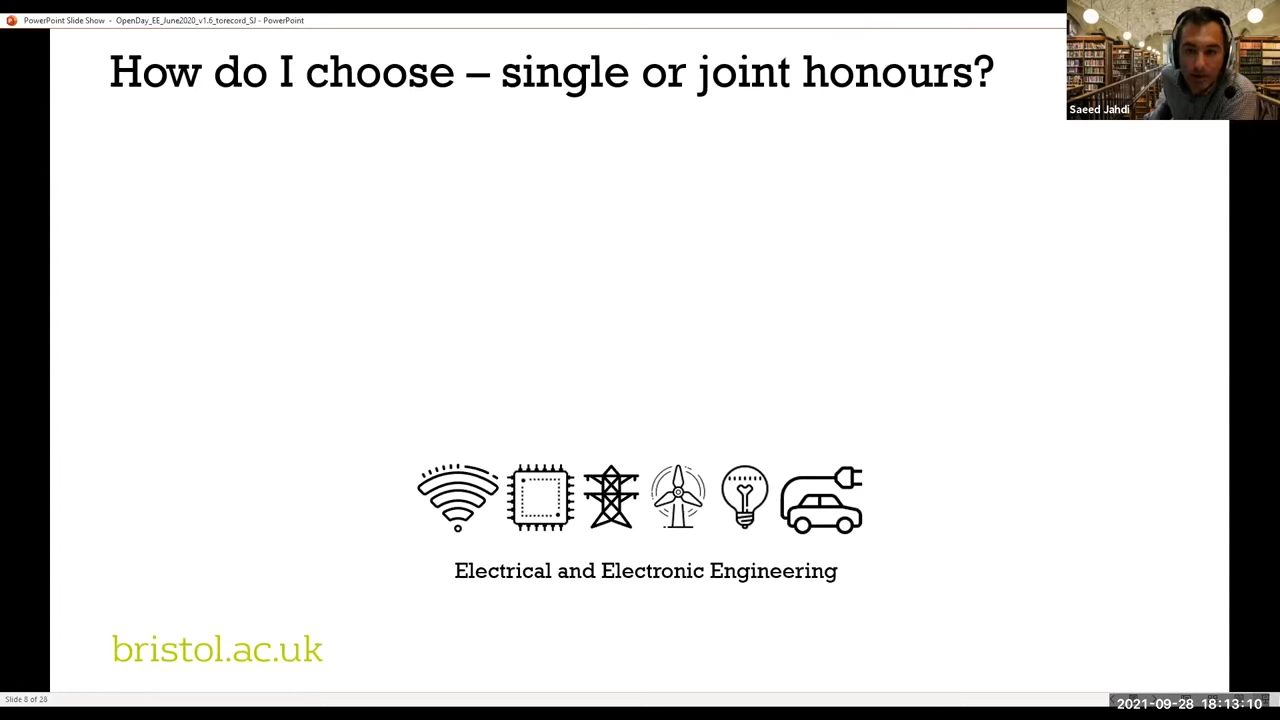 PowerPoint Slide Show - OpenDay_EE_June2020_v1.6_torecord_SJ - PowerPoint
How do I choose – single or joint honours?
Saeed Jahdi
Electrical and Electronic Engineering
bristol.ac.uk
Slide 8 of 28
2021-09-28 18:13:10